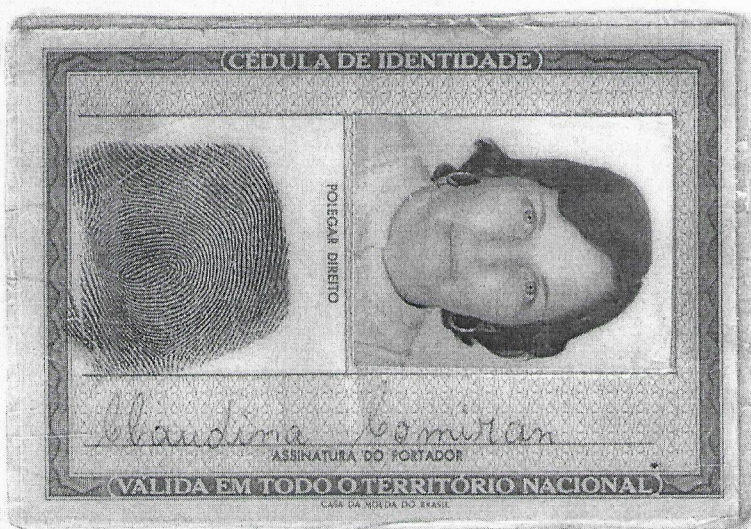 (CÉDULA DE IDENTIDADE)
POLEGAR DIREITO
Claudina Comiran
ASSINATURA DO PORTADOR
(VÁLIDA EM TODO O TERRITÓRIO NACIONAL)
CASA DA MOEDA DO BRASIL